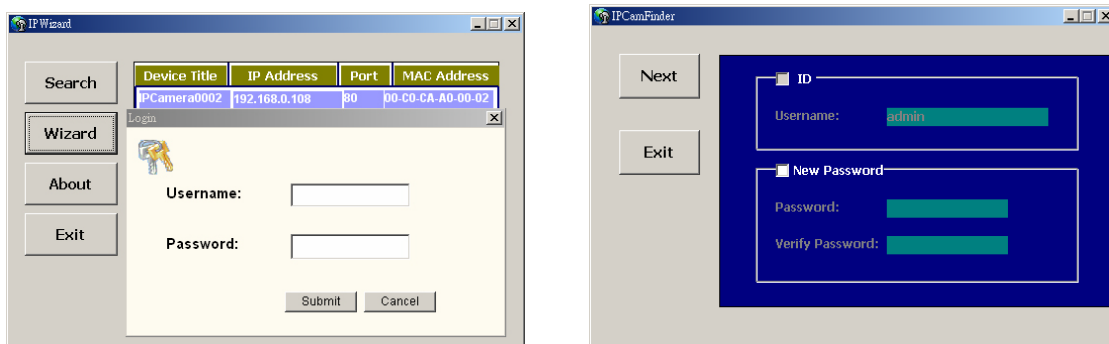 IPWizard
Search
Wizard
About
Exit
Device Title IP Address Port MAC Address
IPCamera0002 192.168.0.108 80 00-C0-CA-A0-00-02
Login
Username:
Password:
Submit Cancel
IPCamFinder
Next
Exit
ID
Username: admin
New Password
Password:
Verify Password: